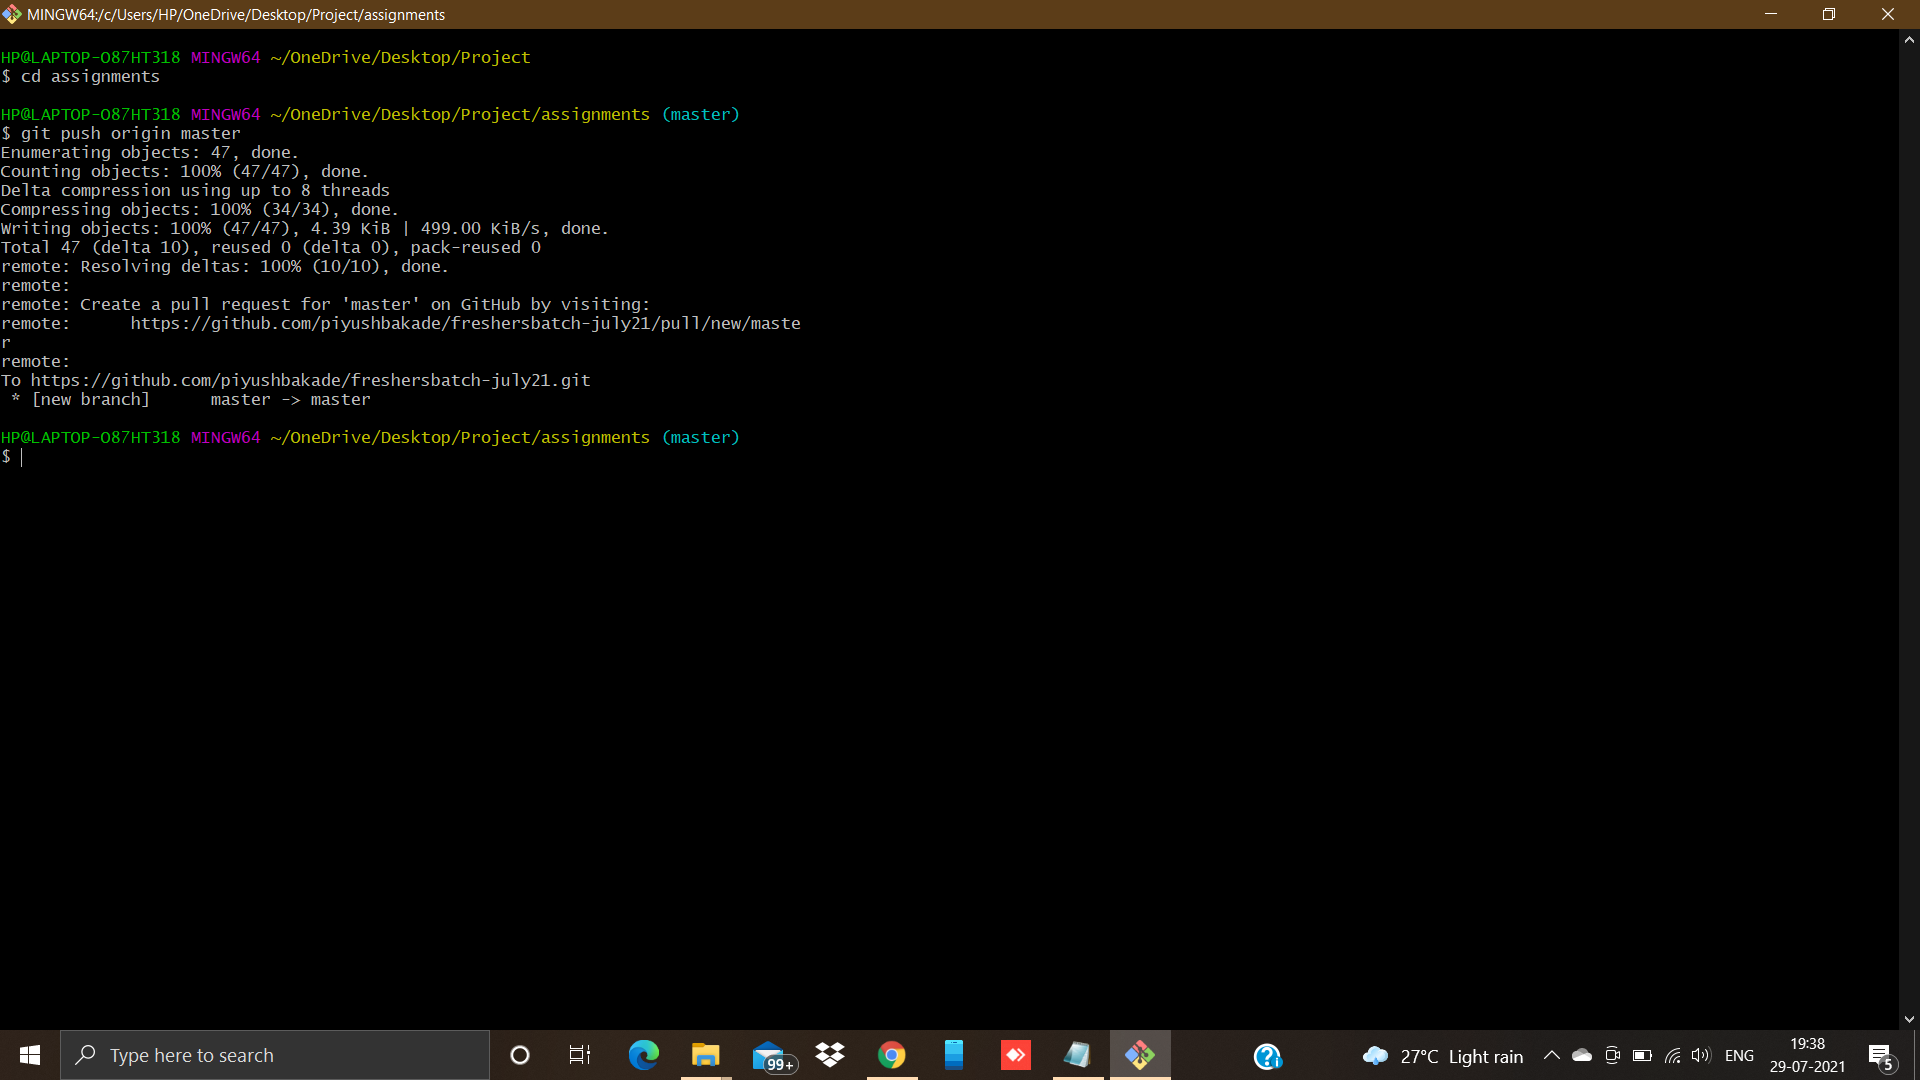 MINGW64:/c/Users/HP/OneDrive/Desktop/Project/assignments
HP@LAPTOP-O87HT318 MINGW64 ~/OneDrive/Desktop/Project
$ cd assignments
HP@LAPTOP-O87HT318 MINGW64 ~/OneDrive/Desktop/Project/assignments (master)
$ git push origin master
Enumerating objects: 47, done.
Counting objects: 100% (47/47), done.
Delta compression using up to 8 threads
Compressing objects: 100% (34/34), done.
Writing objects: 100% (47/47), 4.39 KiB | 499.00 KiB/s, done.
Total 47 (delta 10), reused 0 (delta 0), pack-reused 0
remote: Resolving deltas: 100% (10/10), done.
remote:
remote: Create a pull request for 'master' on GitHub by visiting:
remote:      https://github.com/piyushbakade/freshersbatch-july21/pull/new/maste
r
remote:
To https://github.com/piyushbakade/freshersbatch-july21.git
 * [new branch]      master -> master
HP@LAPTOP-O87HT318 MINGW64 ~/OneDrive/Desktop/Project/assignments (master)
$
Type here to search
99+
27°C Light rain
ENG
19:38
29-07-2021
5